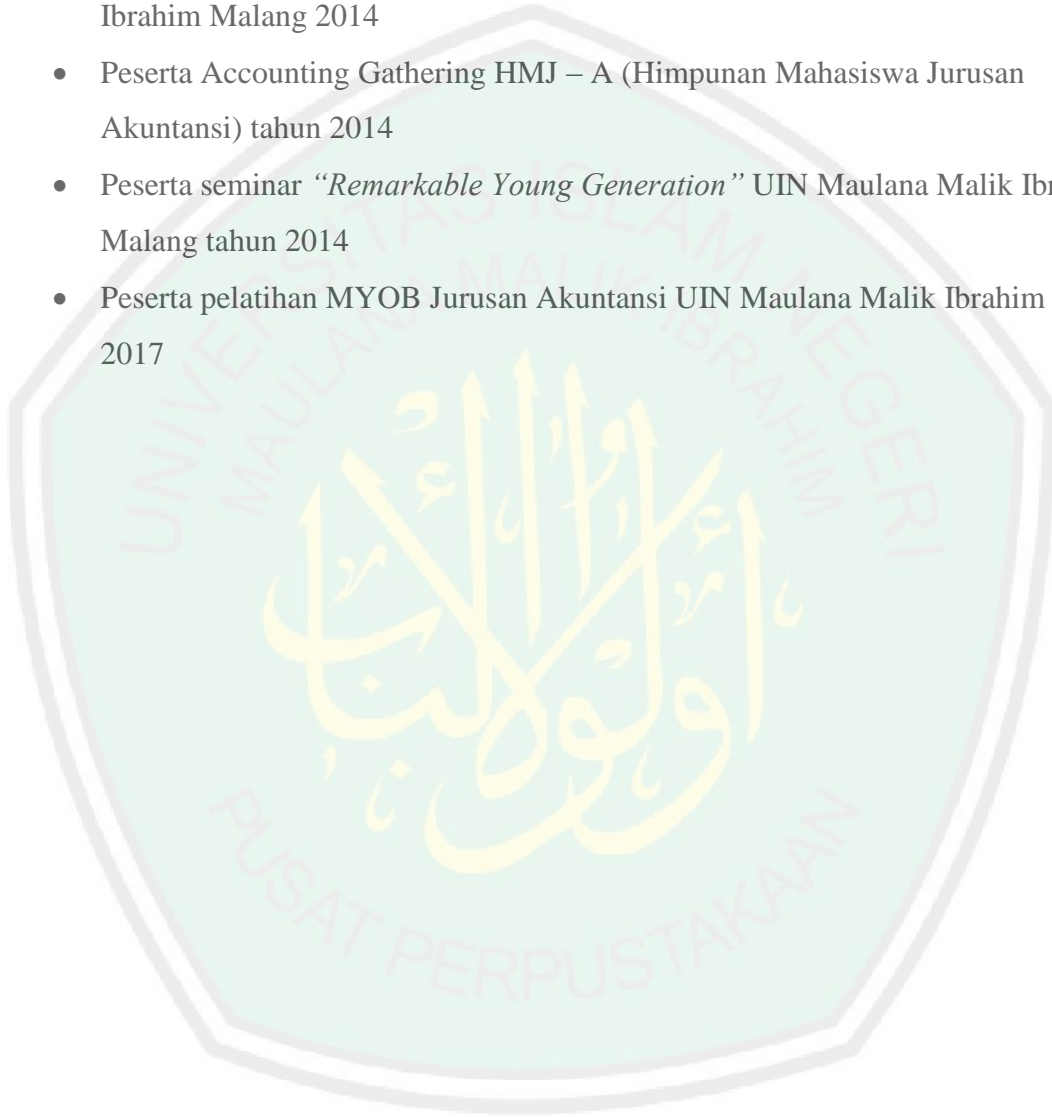 Ibrahim Malang 2014
• Peserta Accounting Gathering HMJ – A (Himpunan Mahasiswa Jurusan
Akuntansi) tahun 2014
• Peserta seminar “Remarkable Young Generation” UIN Maulana Malik
Malang tahun 2014
• Peserta pelatihan MYOB Jurusan Akuntansi UIN Maulana Malik Ibrahim
2017
UNIVERSITAS ISLAM NEGERI
MAULANA MALIK IBRAHIM
أولوا الألباب
PUSAT PERPUSTAKAAN